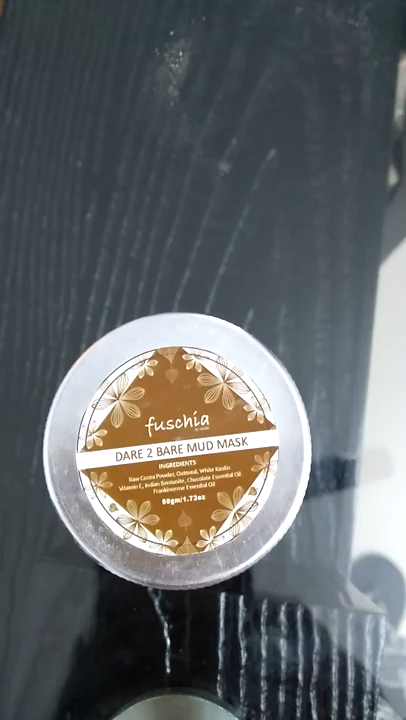 fuschia
DARE 2 BARE MUD MASK
INGREDIENTS
Raw Cocoa Powder, Oatmeal, White Kaolin
Vitamin E, Indian Bentonite, Chocolate Essential Oil
Frankincense Essential Oil
50gm/1.73oz